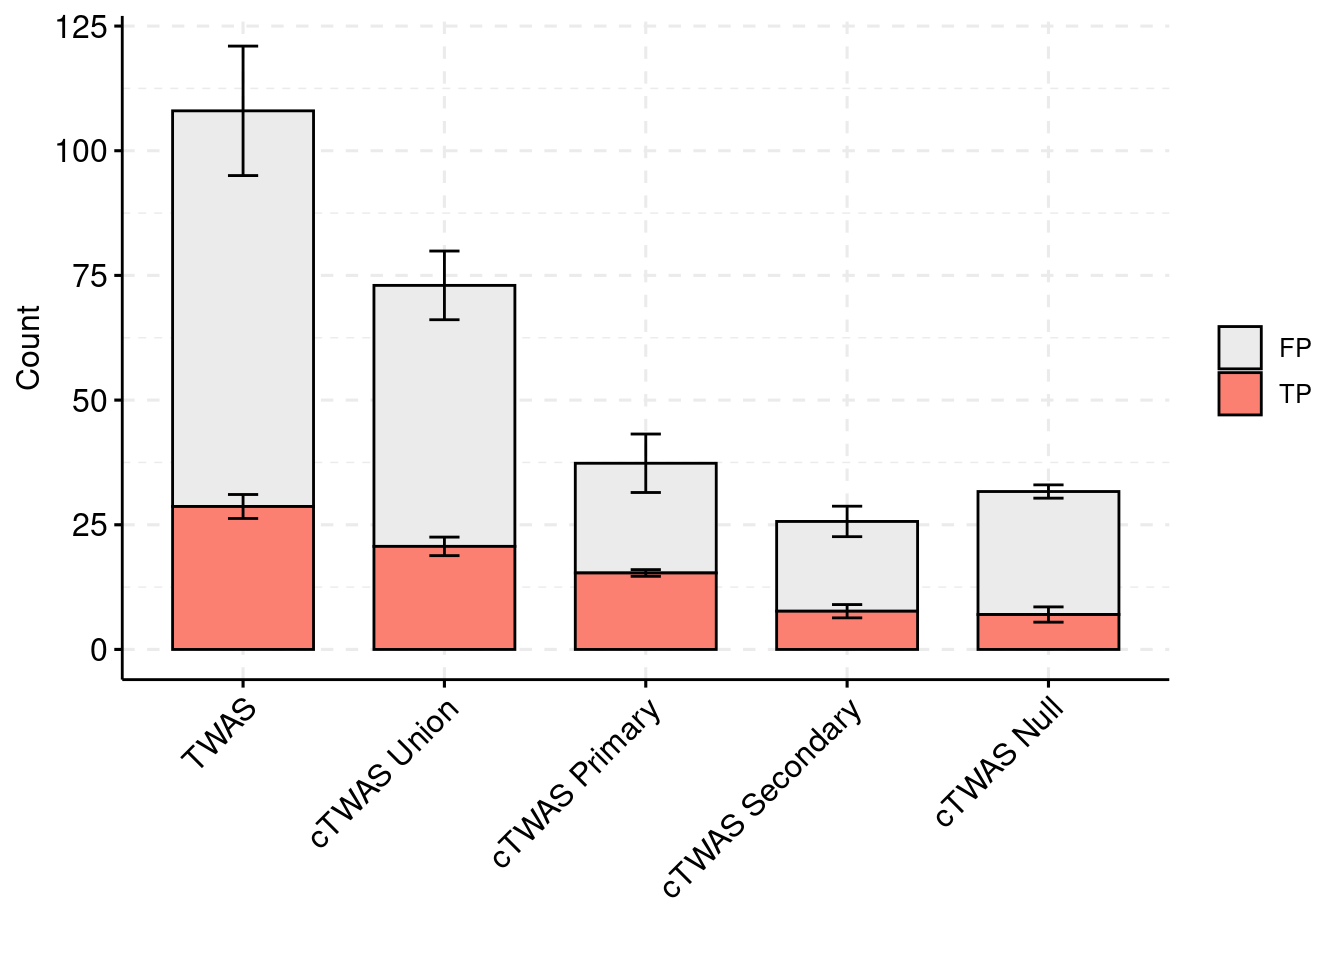 125
100
75
50
25
0
Count
TWAS
cTWAS Union
cTWAS Primary
cTWAS Secondary
cTWAS Null
FP
TP